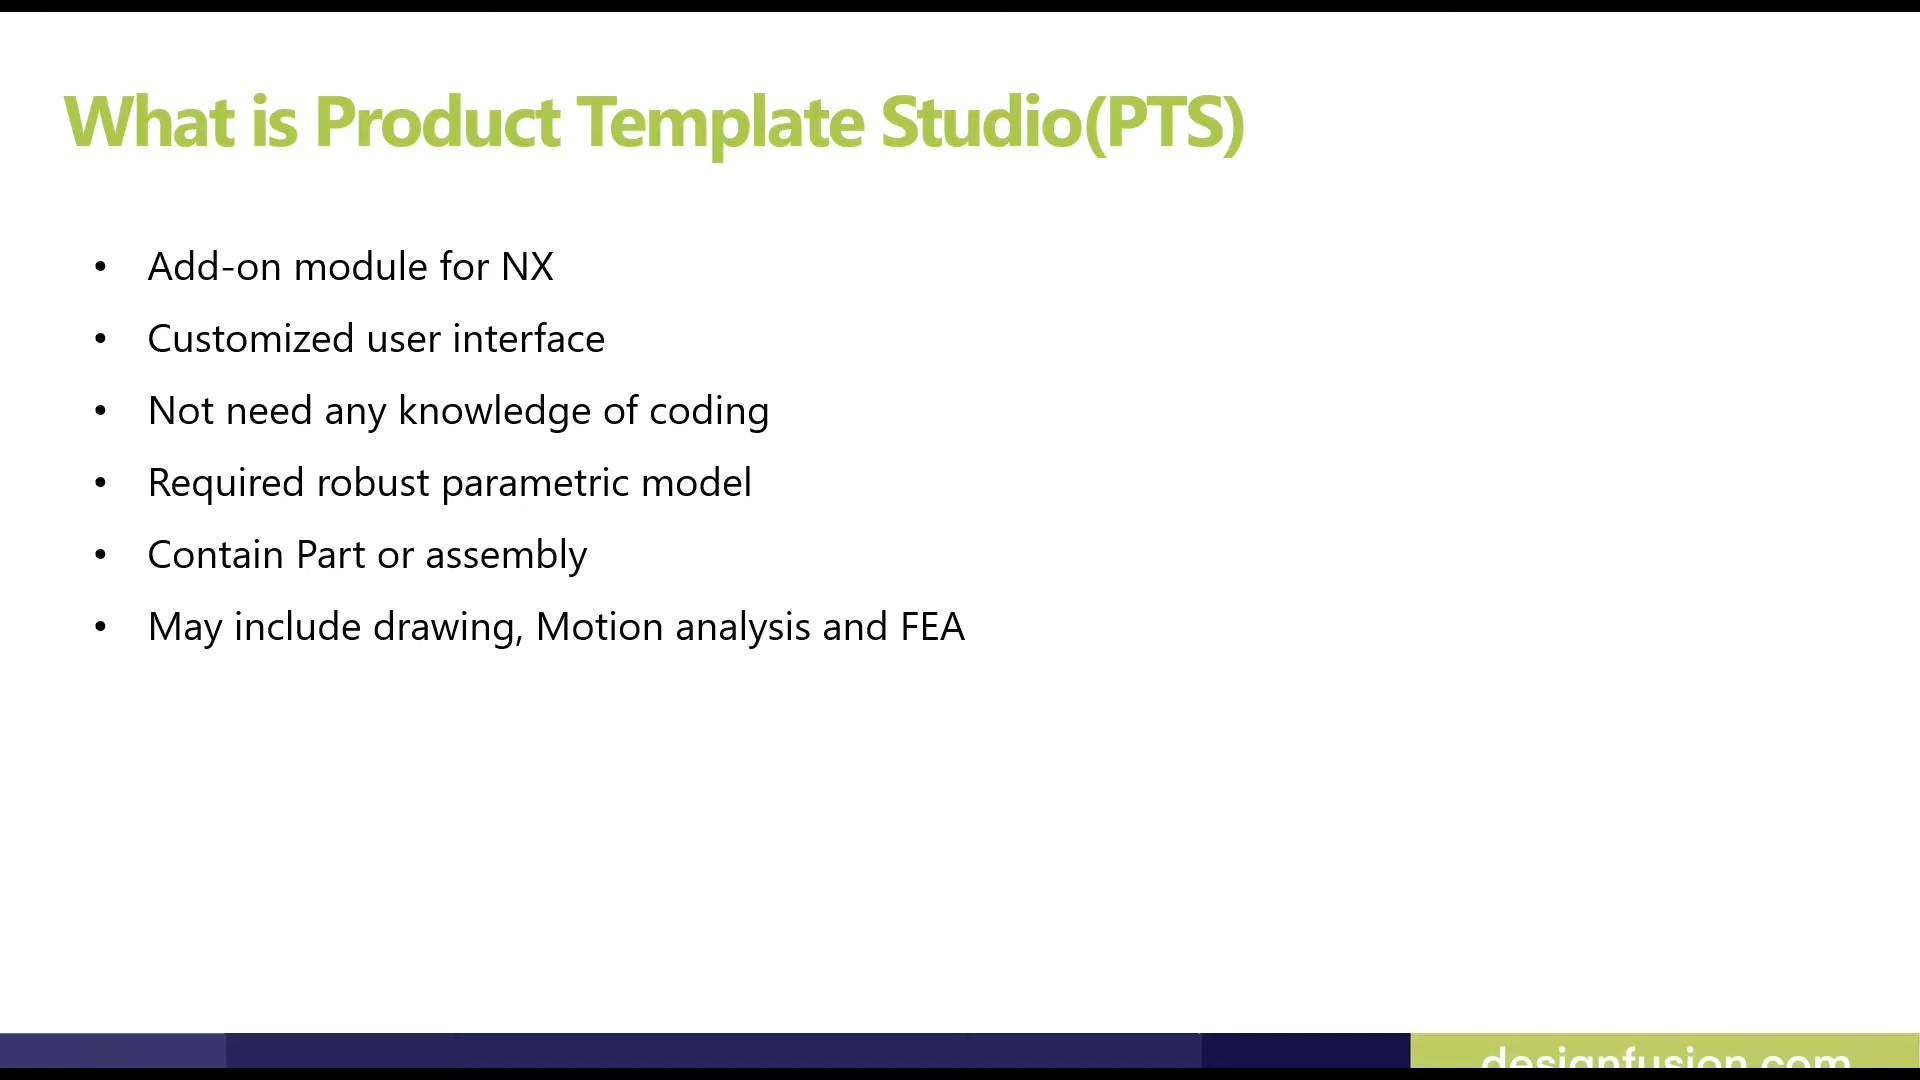 What is Product Template Studio(PTS)
• Add-on module for NX
• Customized user interface
• Not need any knowledge of coding
• Required robust parametric model
• Contain Part or assembly
• May include drawing, Motion analysis and FEA
designfusion.com